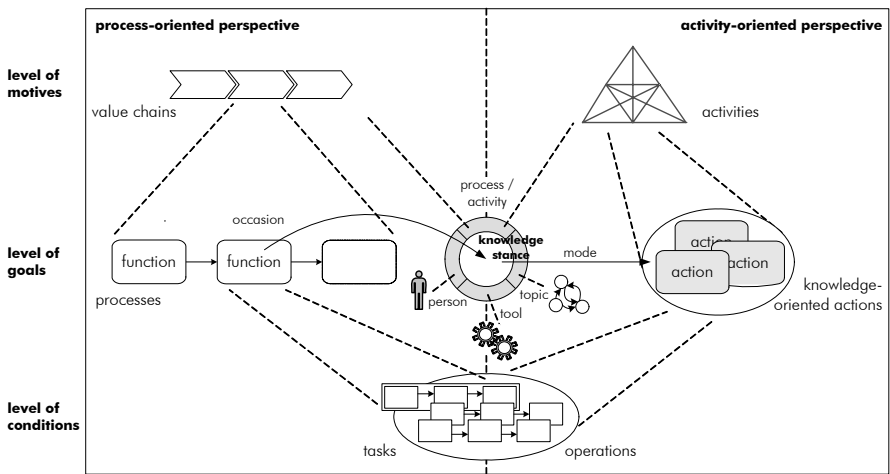 process-oriented perspective
activity-oriented perspective
level of
motives
value chains
activities
process /
activity
occasion
knowledge
stance
mode
level of
goals
function
function
action
action
action
processes
person
topic
tool
knowledge-
oriented actions
level of
conditions
tasks
operations